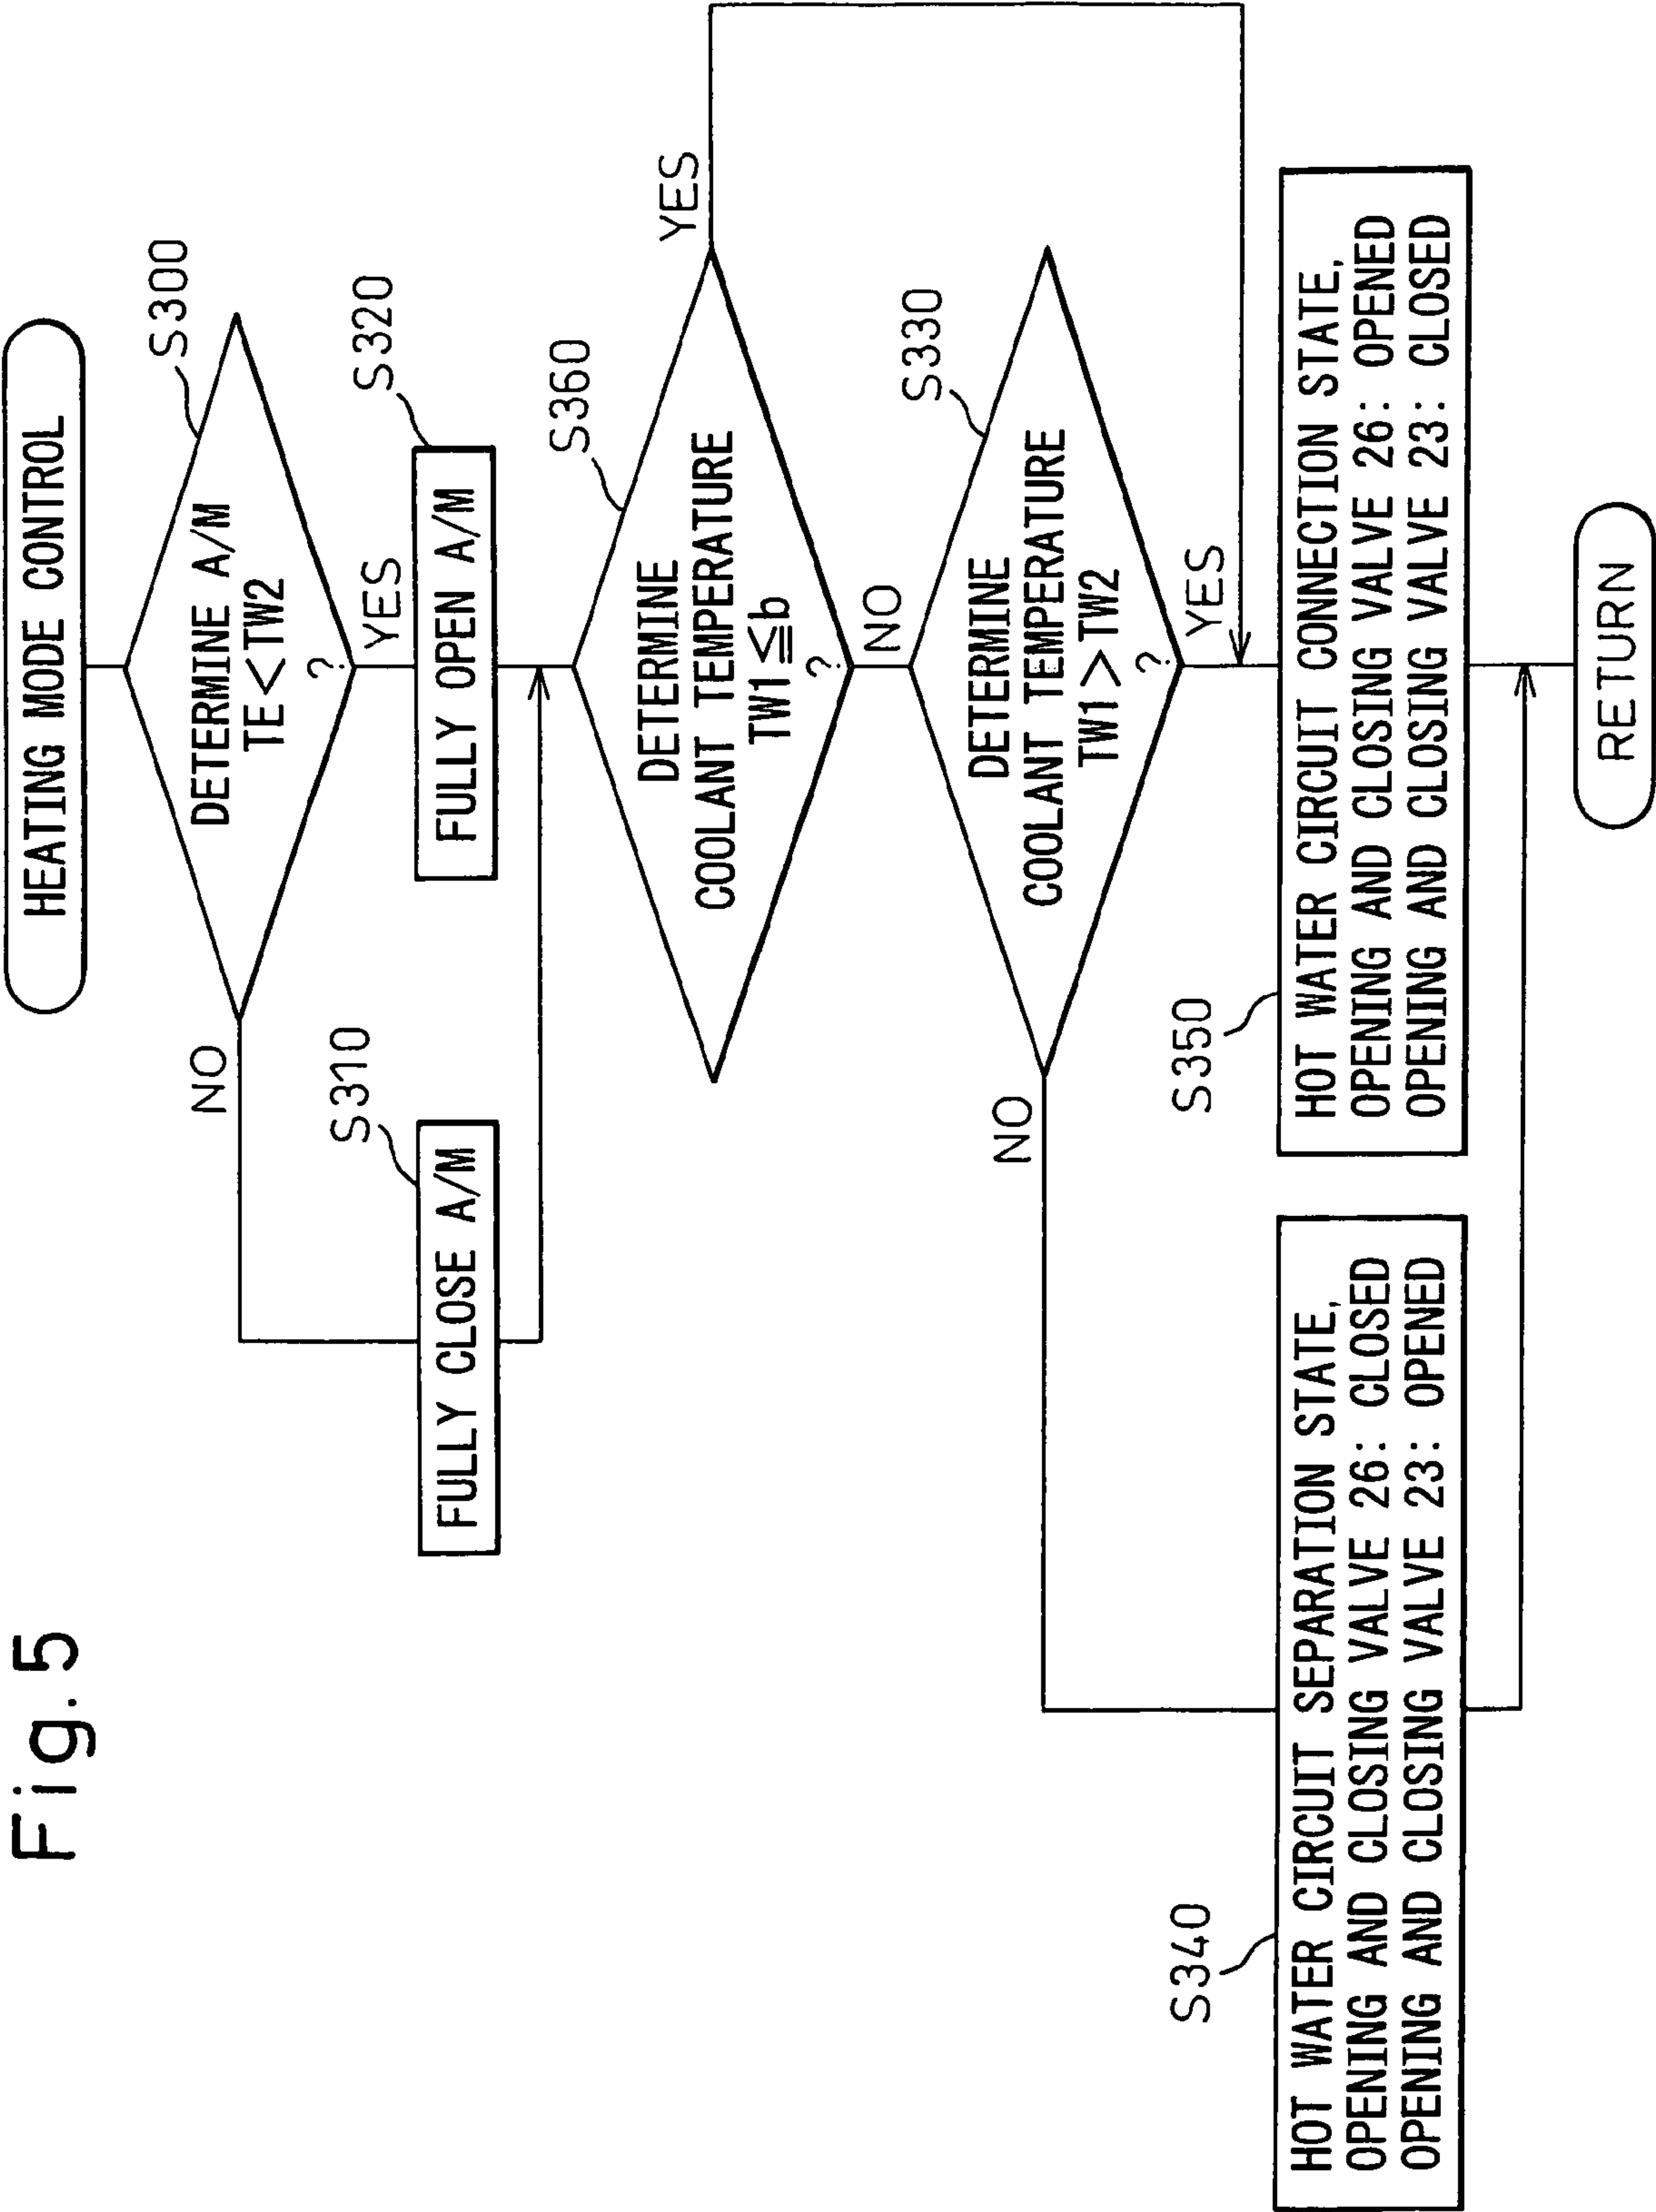 Fig. 5
HEATING MODE CONTROL
S300
DETERMINE A/M
TE < TW2
?
NO
YES
S310
FULLY CLOSE A/M
S320
FULLY OPEN A/M
S360
DETERMINE
COOLANT TEMPERATURE
TW1 ≦ b
?
YES
NO
S330
DETERMINE
COOLANT TEMPERATURE
TW1 > TW2
?
NO
YES
S340
HOT WATER CIRCUIT SEPARATION STATE,
OPENING AND CLOSING VALVE 26: CLOSED
OPENING AND CLOSING VALVE 23: OPENED
S350
HOT WATER CIRCUIT CONNECTION STATE,
OPENING AND CLOSING VALVE 26: OPENED
OPENING AND CLOSING VALVE 23: CLOSED
RETURN